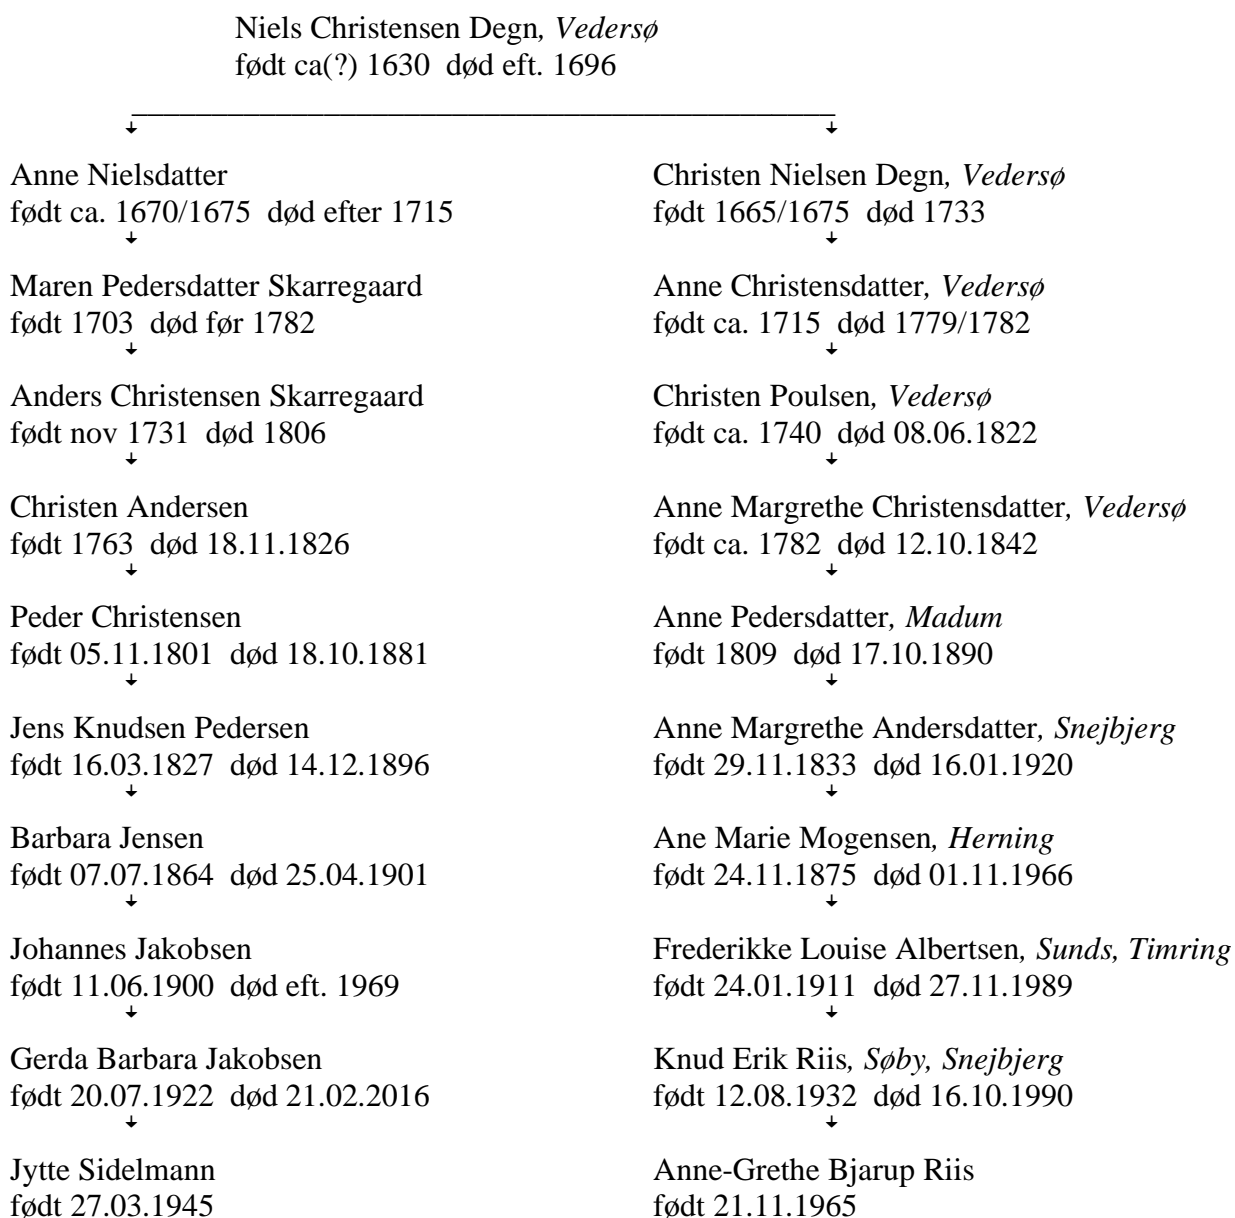 Niels Christensen Degn, Vedersø
født ca(?) 1630 død eft. 1696
Anne Nielsdatter
født ca. 1670/1675 død efter 1715
Christen Nielsen Degn, Vedersø
født 1665/1675 død 1733
Maren Pedersdatter Skarregaard
født 1703 død før 1782
Anne Christensdatter, Vedersø
født ca. 1715 død 1779/1782
Anders Christensen Skarregaard
født nov 1731 død 1806
Christen Poulsen, Vedersø
født ca. 1740 død 08.06.1822
Christen Andersen
født 1763 død 18.11.1826
Anne Margrethe Christensdatter, Vedersø
født ca. 1782 død 12.10.1842
Peder Christensen
født 05.11.1801 død 18.10.1881
Anne Pedersdatter, Madum
født 1809 død 17.10.1890
Jens Knudsen Pedersen
født 16.03.1827 død 14.12.1896
Anne Margrethe Andersdatter, Snejbjerg
født 29.11.1833 død 16.01.1920
Barbara Jensen
født 07.07.1864 død 25.04.1901
Ane Marie Mogensen, Herning
født 24.11.1875 død 01.11.1966
Johannes Jakobsen
født 11.06.1900 død eft. 1969
Frederikke Louise Albertsen, Sunds, Timring
født 24.01.1911 død 27.11.1989
Gerda Barbara Jakobsen
født 20.07.1922 død 21.02.2016
Knud Erik Riis, Søby, Snejbjerg
født 12.08.1932 død 16.10.1990
Jytte Sidelmann
født 27.03.1945
Anne-Grethe Bjarup Riis
født 21.11.1965